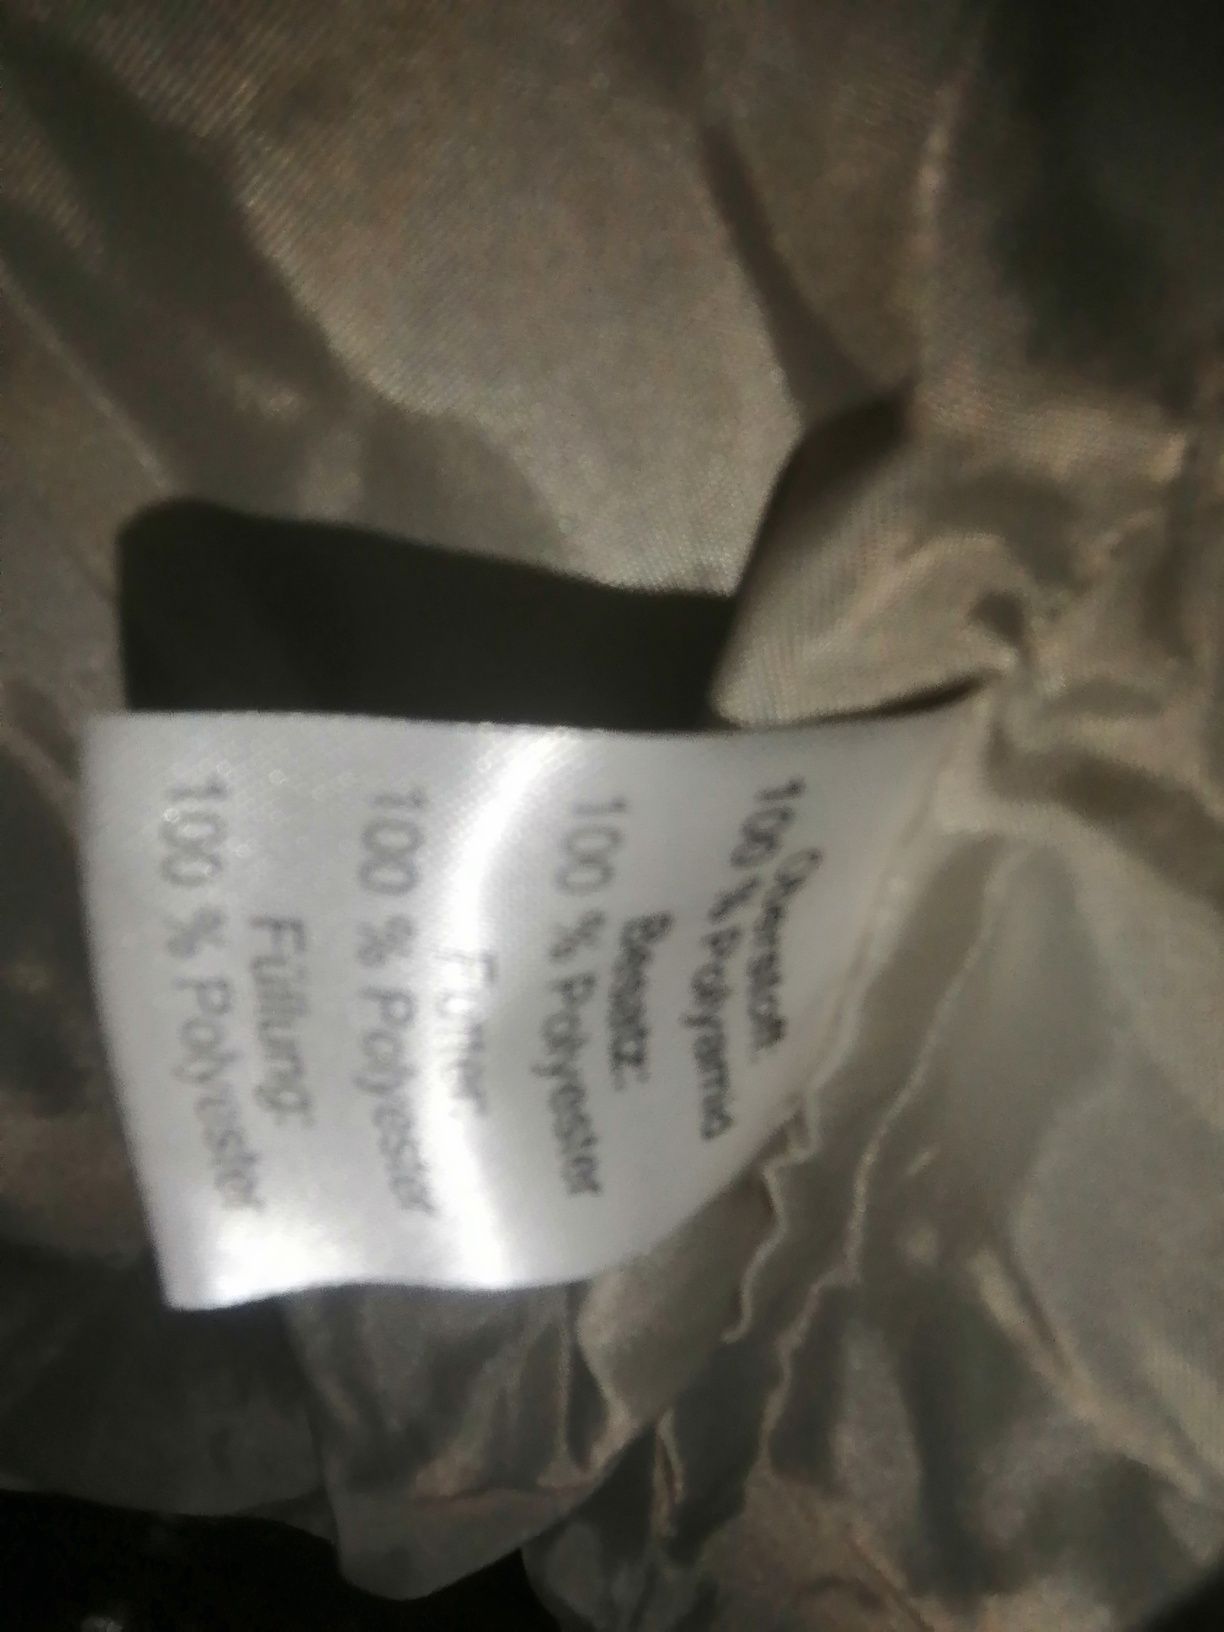 Oberstoff:
100 % Polyamid
Besatz:
100 % Polyester
Futter:
100 % Polyester
Füllung:
100 % Polyester